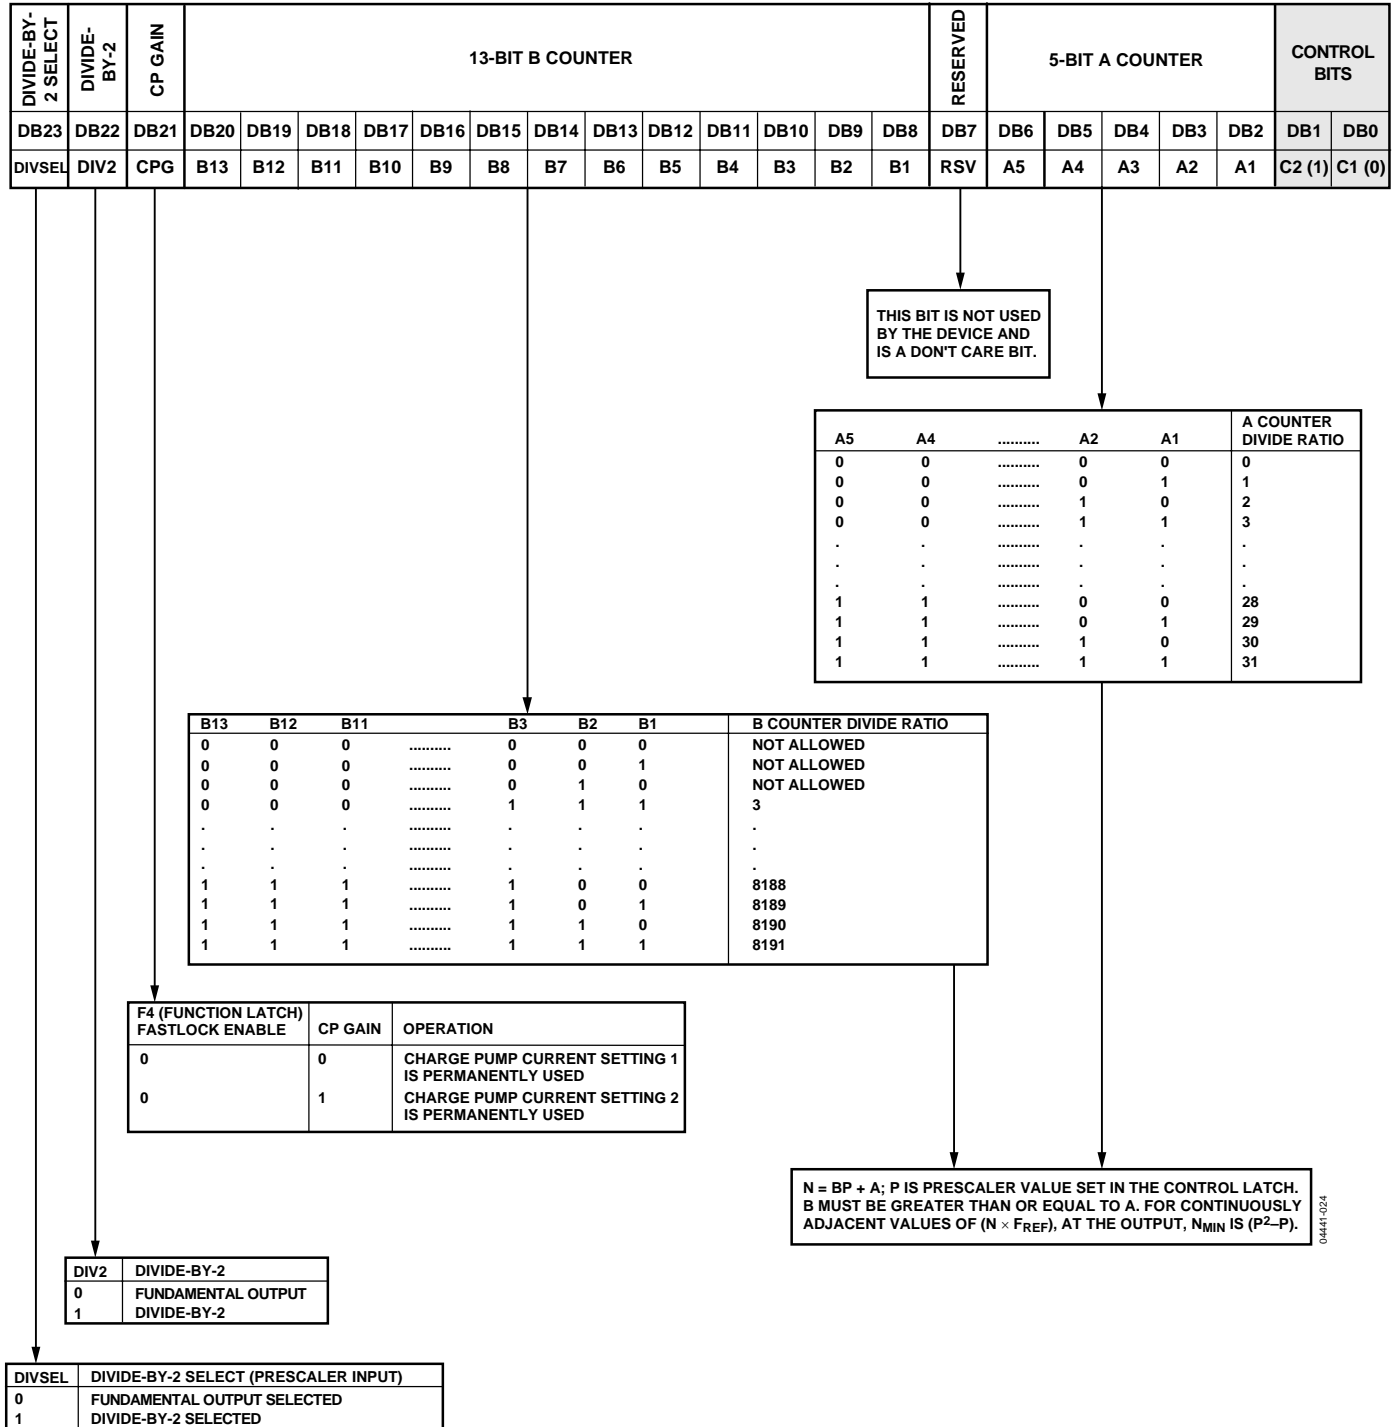 DIVIDE-BY-2 SELECT
DIVIDE-BY-2
CP GAIN
13-BIT B COUNTER
RESERVED
5-BIT A COUNTER
CONTROL BITS
DB23 DB22 DB21 DB20 DB19 DB18 DB17 DB16 DB15 DB14 DB13 DB12 DB11 DB10 DB9 DB8 DB7 DB6 DB5 DB4 DB3 DB2 DB1 DB0
DIVSEL DIV2 CPG B13 B12 B11 B10 B9 B8 B7 B6 B5 B4 B3 B2 B1 RSV A5 A4 A3 A2 A1 C2 (1) C1 (0)
THIS BIT IS NOT USED
BY THE DEVICE AND
IS A DON'T CARE BIT.
A5 A4 .......... A2 A1 A COUNTER DIVIDE RATIO
0 0 .......... 0 0 0
0 0 .......... 0 1 1
0 0 .......... 1 0 2
0 0 .......... 1 1 3
. . .......... . . .
. . .......... . . .
. . .......... . . .
1 1 .......... 0 0 28
1 1 .......... 0 1 29
1 1 .......... 1 0 30
1 1 .......... 1 1 31
B13 B12 B11 B3 B2 B1 B COUNTER DIVIDE RATIO
0 0 0 .......... 0 0 0 NOT ALLOWED
0 0 0 .......... 0 0 1 NOT ALLOWED
0 0 0 .......... 0 1 0 NOT ALLOWED
0 0 0 .......... 1 1 1 3
. . . .......... . . . .
. . . .......... . . . .
. . . .......... . . . .
1 1 1 .......... 1 0 0 8188
1 1 1 .......... 1 0 1 8189
1 1 1 .......... 1 1 0 8190
1 1 1 .......... 1 1 1 8191
F4 (FUNCTION LATCH)
FASTLOCK ENABLE CP GAIN OPERATION
0 0 CHARGE PUMP CURRENT SETTING 1
IS PERMANENTLY USED
0 1 CHARGE PUMP CURRENT SETTING 2
IS PERMANENTLY USED
N = BP + A; P IS PRESCALER VALUE SET IN THE CONTROL LATCH.
B MUST BE GREATER THAN OR EQUAL TO A. FOR CONTINUOUSLY
ADJACENT VALUES OF (N × FREF), AT THE OUTPUT, NMIN IS (P²–P).
04441-024
DIV2 DIVIDE-BY-2
0 FUNDAMENTAL OUTPUT
1 DIVIDE-BY-2
DIVSEL DIVIDE-BY-2 SELECT (PRESCALER INPUT)
0 FUNDAMENTAL OUTPUT SELECTED
1 DIVIDE-BY-2 SELECTED